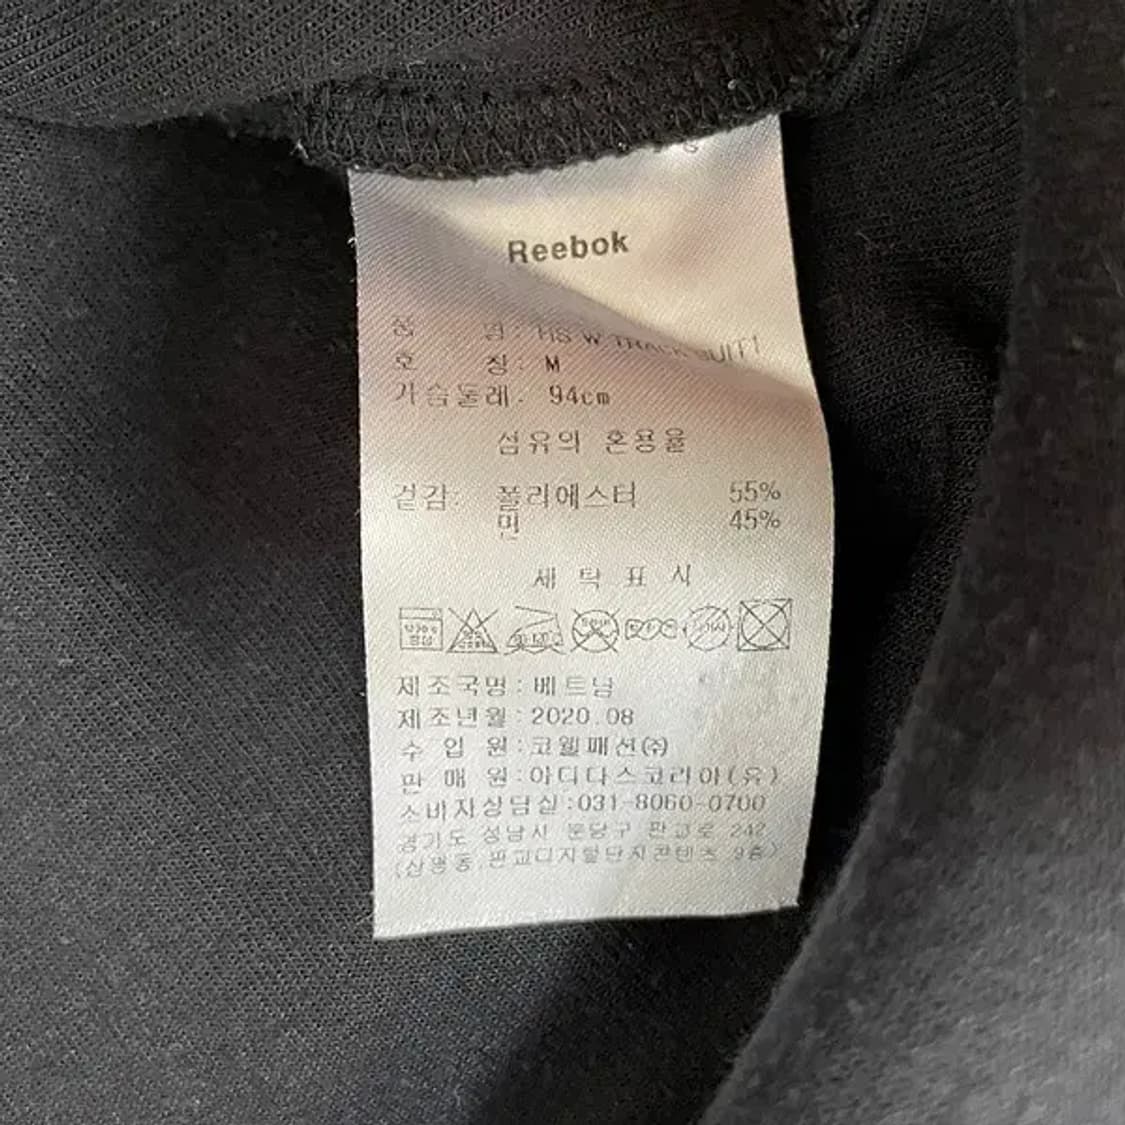 Reebok
품 명: HS W TRACK SUIT1
호 칭: M
가슴둘레. 94cm
섬유의 혼용율
겉감: 폴리에스터 55%
면 45%
세 탁 표 시
제조국명:베트남
제조년월:2020.08
수 입 원:코웰패션(주)
판 매 원:아디다스코리아(유)
소비자상담실:031-8060-0700
경기도 성남시 분당구 판교로 242
(삼평동,판교디지털단지콘텐츠 9층)